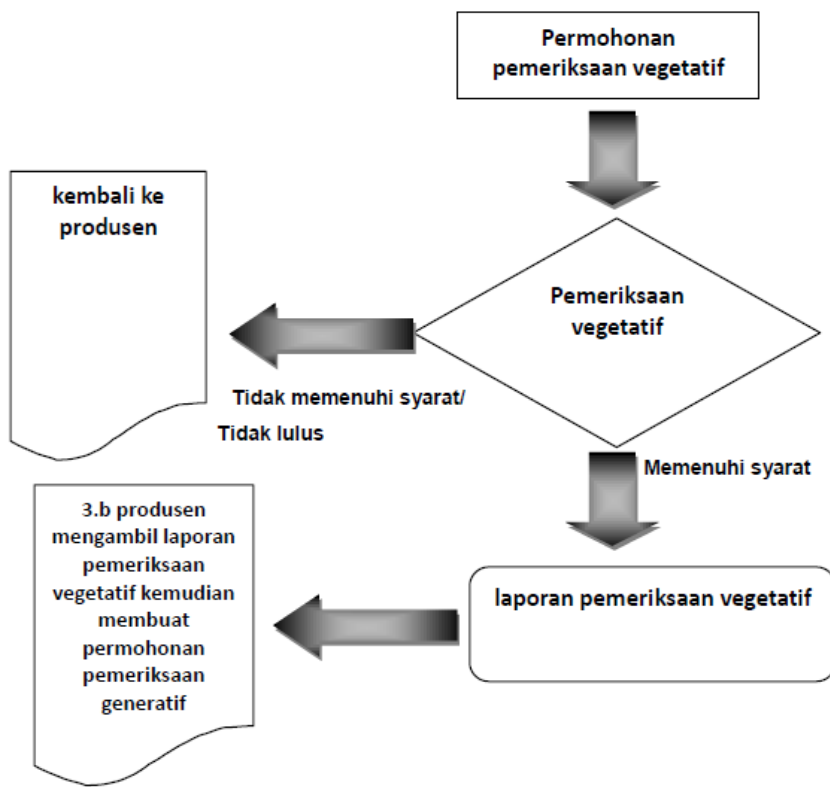 Permohonan
pemeriksaan vegetatif
kembali ke
produsen
Pemeriksaan
vegetatif
Tidak memenuhi syarat/
Tidak lulus
Memenuhi syarat
3.b produsen
mengambil laporan
pemeriksaan
vegetatif kemudian
membuat
permohonan
pemeriksaan
generatif
laporan pemeriksaan vegetatif